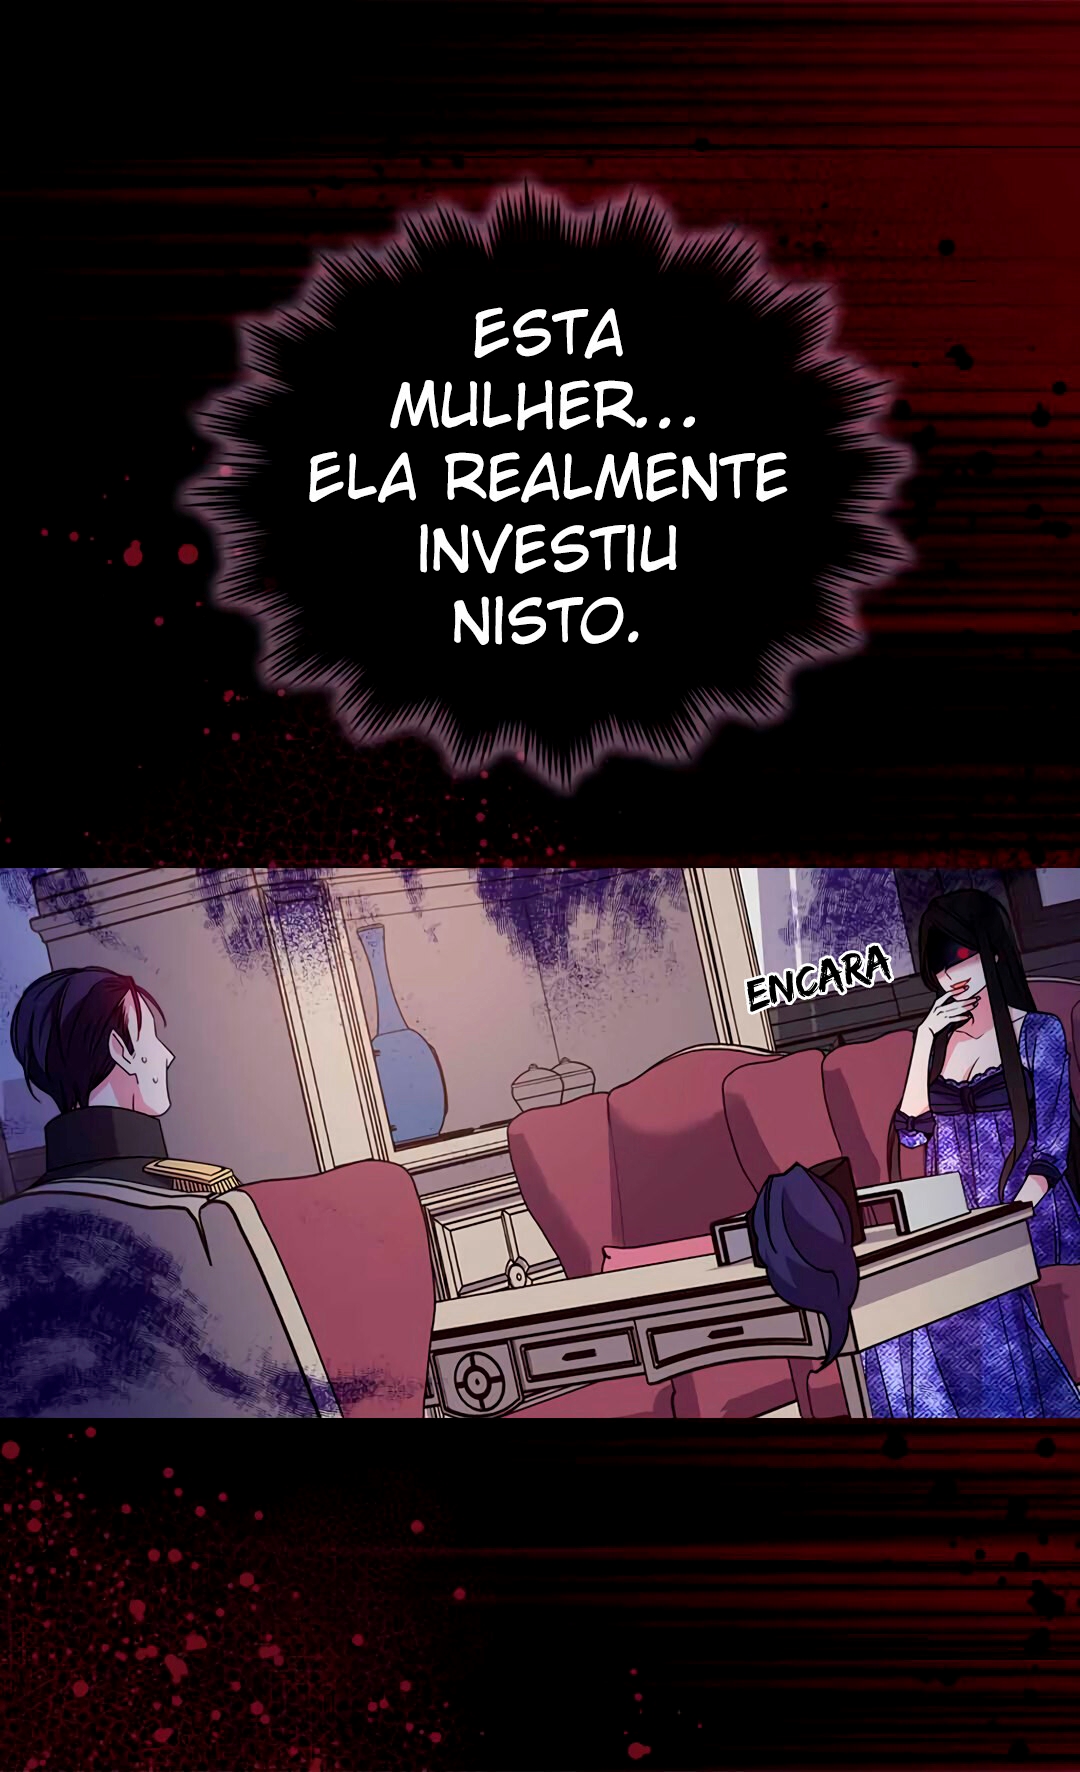 ESTA
MULHER...
ELA REALMENTE
INVESTIU
NISTO.
ENCARA